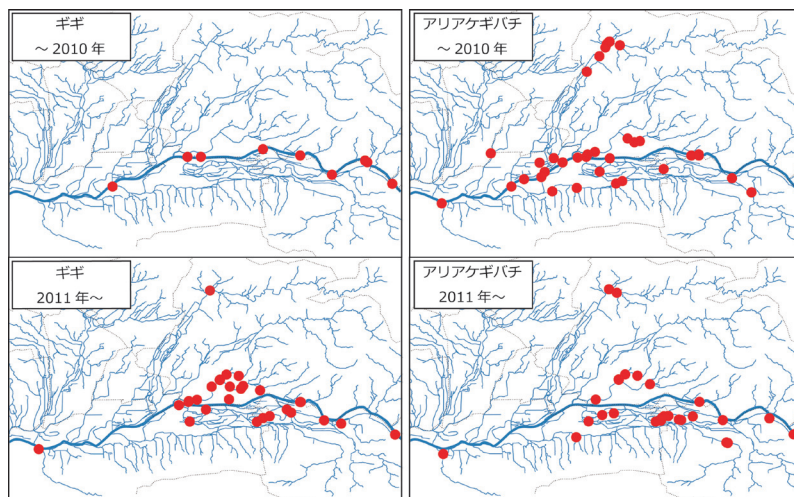 ギギ
～ 2010 年
アリアケギバチ
～ 2010 年
ギギ
2011 年～
アリアケギバチ
2011 年～